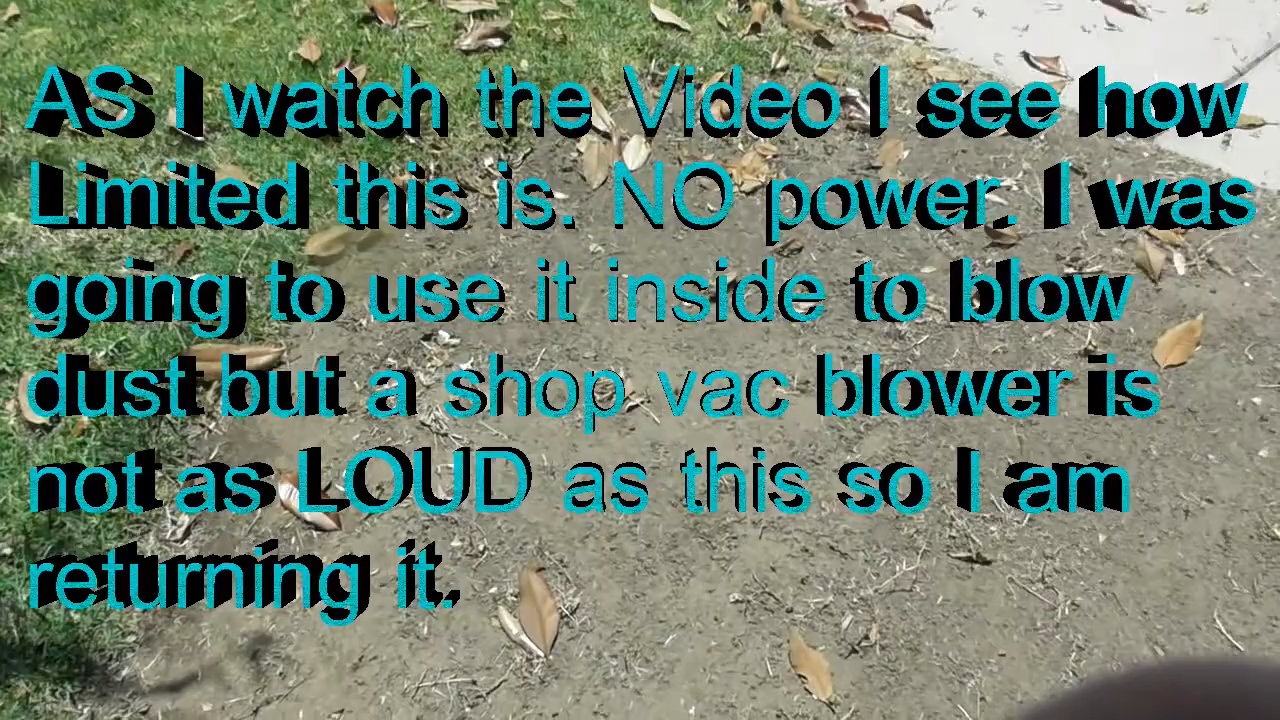 AS I watch the Video I see how
Limited this is. NO power. I was
going to use it inside to blow
dust but a shop vac blower is
not as LOUD as this so I am
returning it.